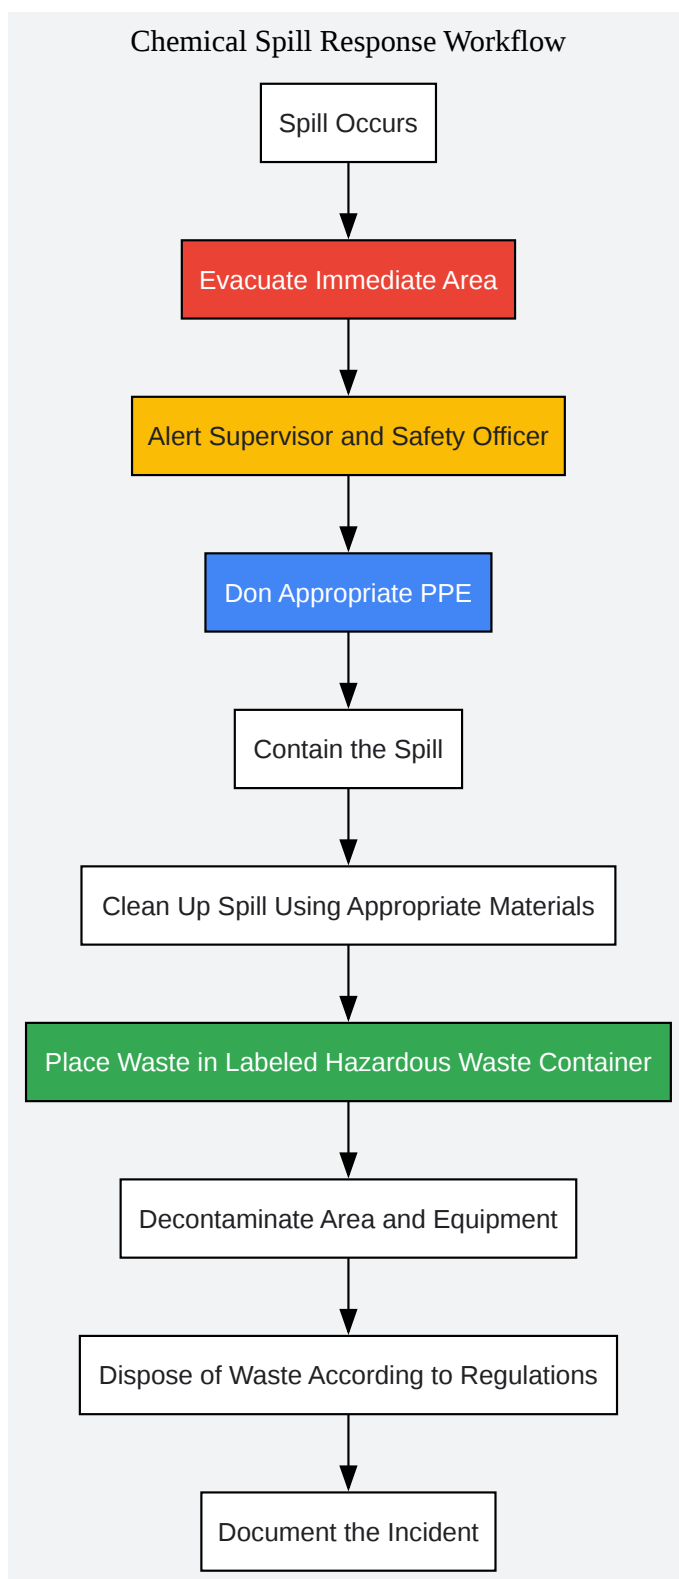 Chemical Spill Response Workflow
Spill Occurs
Evacuate Immediate Area
Alert Supervisor and Safety Officer
Don Appropriate PPE
Contain the Spill
Clean Up Spill Using Appropriate Materials
Place Waste in Labeled Hazardous Waste Container
Decontaminate Area and Equipment
Dispose of Waste According to Regulations
Document the Incident